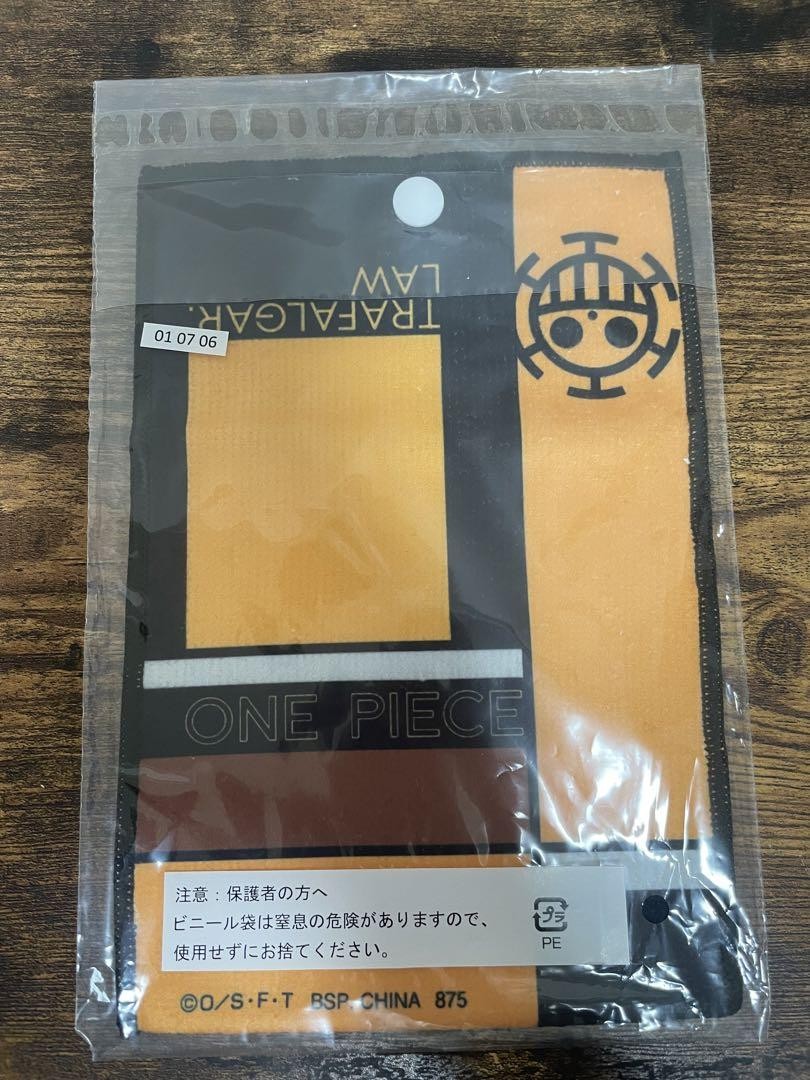 TRAFALGAR.
LAW
01 07 06
ONE PIECE
注意：保護者の方へ
ビニール袋は窒息の危険がありますので、
使用せずにお捨てください。
プラ
PE
©O/S・F・T BSP, CHINA 875